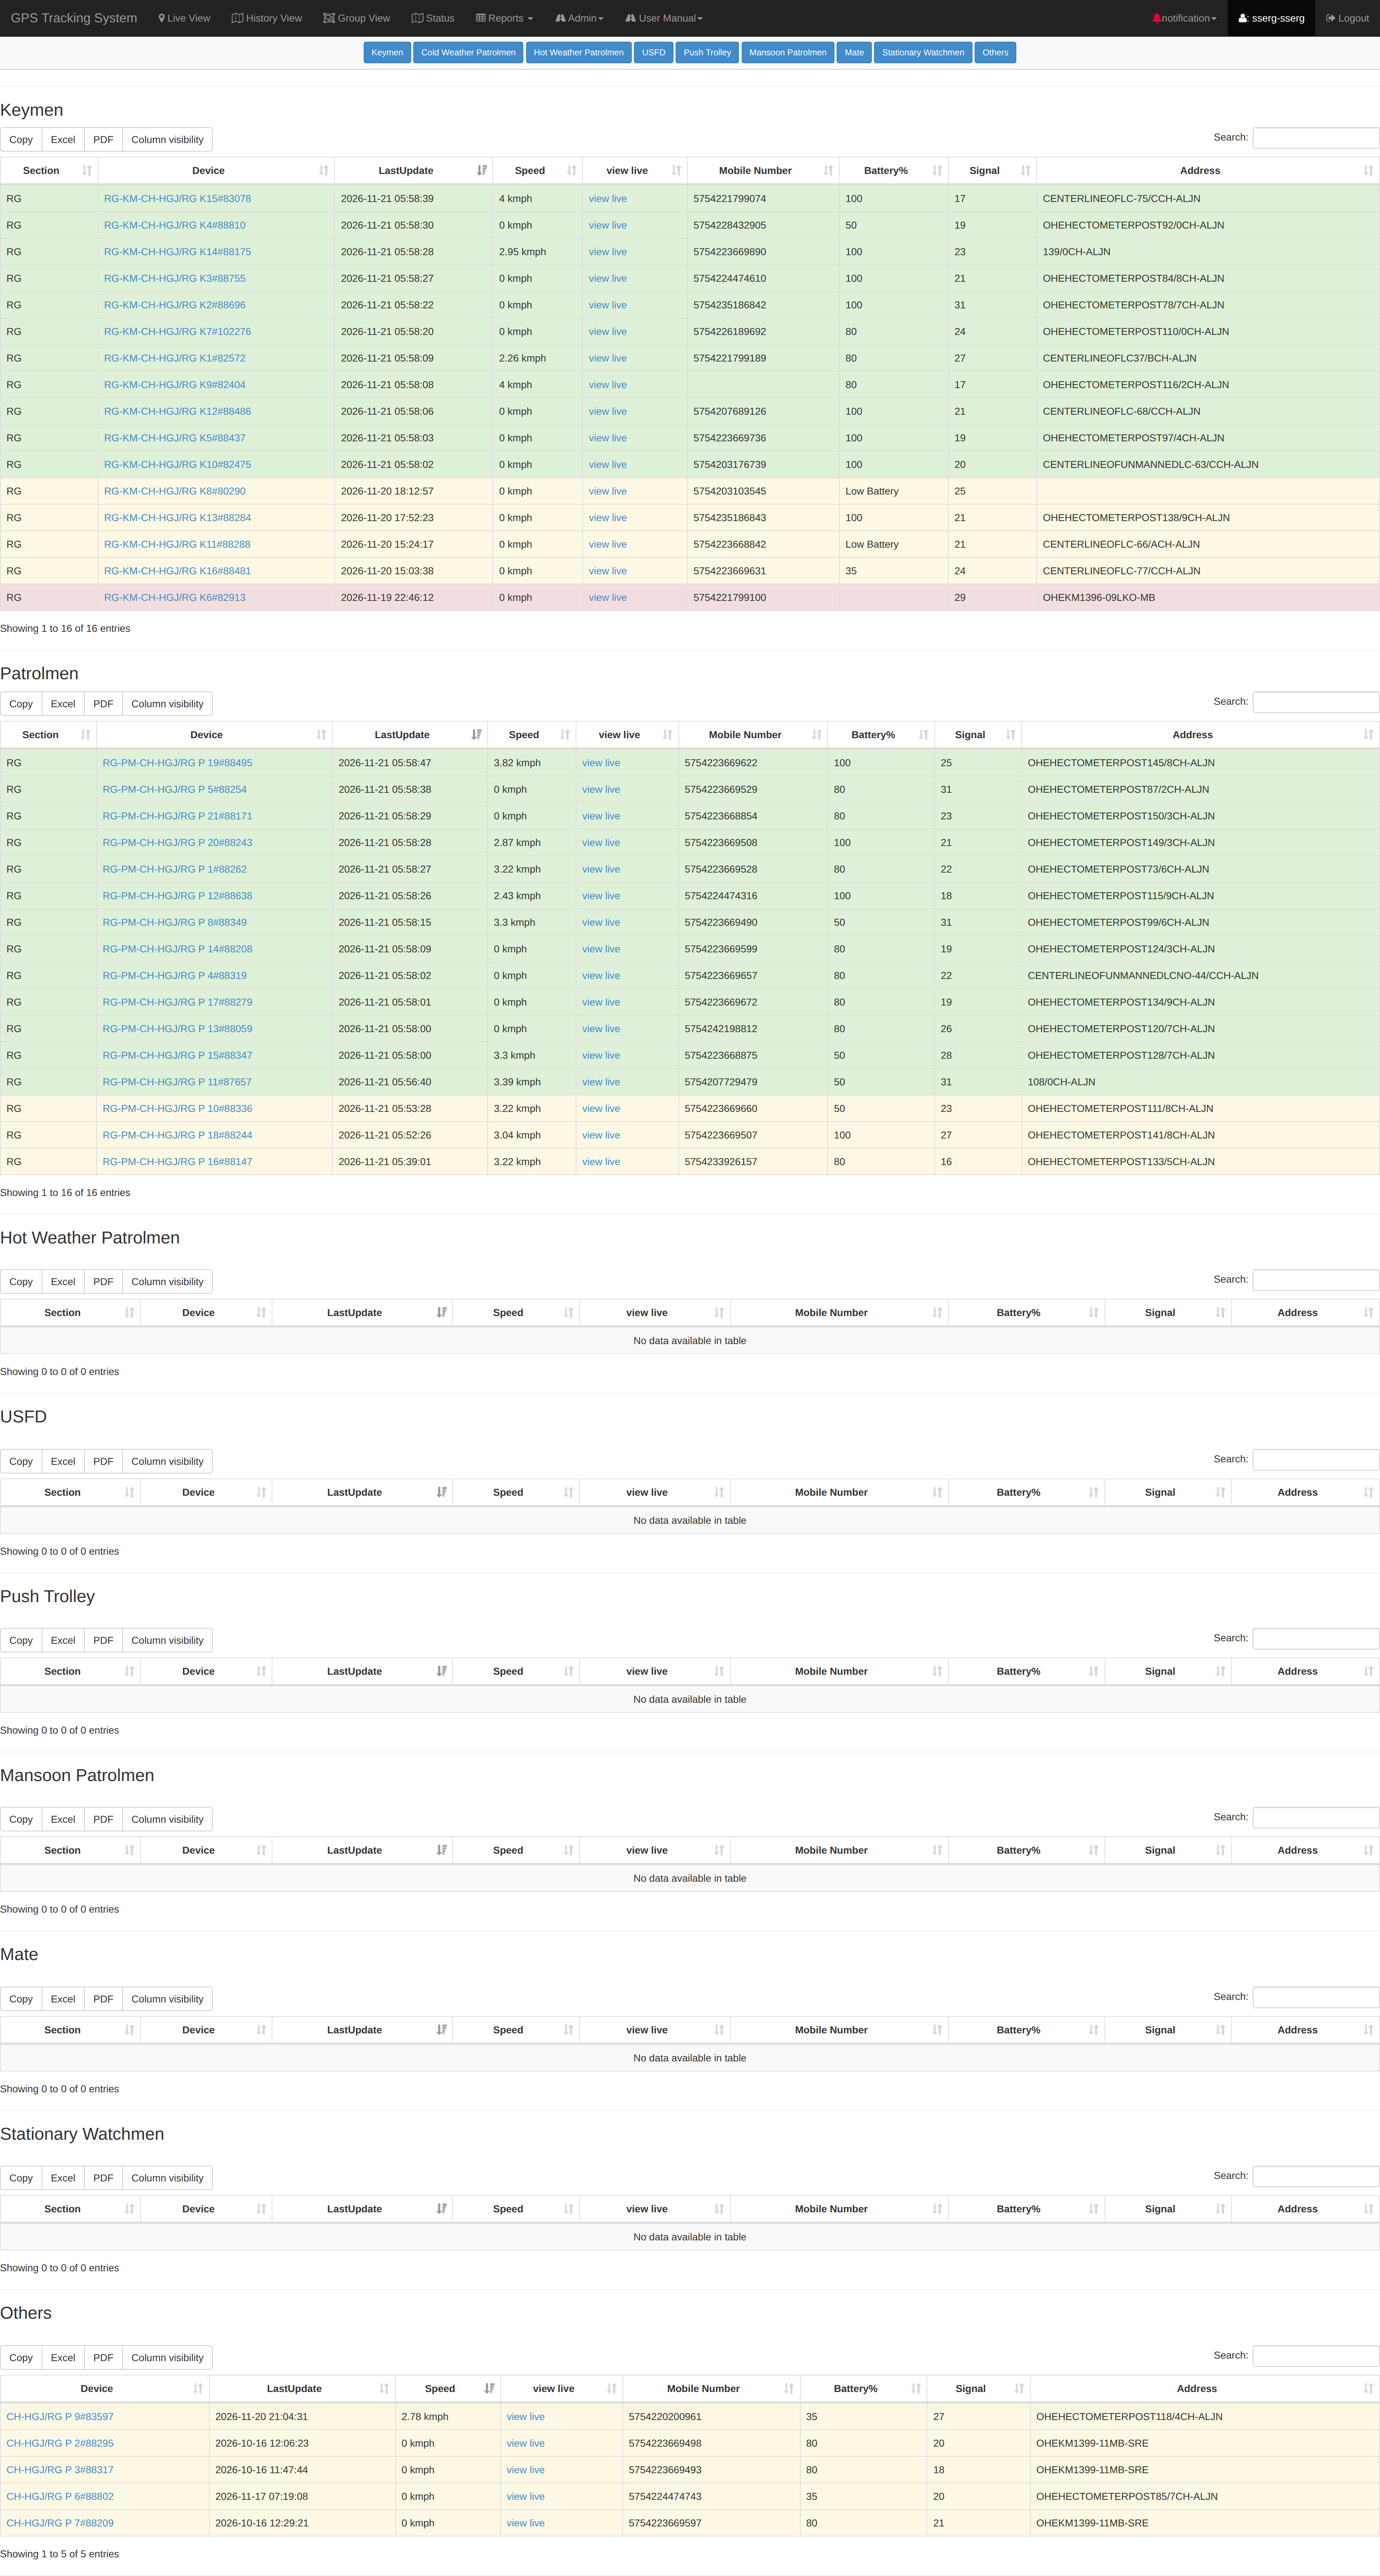 GPS Tracking System Live View History View Group View Status Reports Admin User Manual notification : sserg-sserg Logout
Keymen Cold Weather Patrolmen Hot Weather Patrolmen USFD Push Trolley Mansoon Patrolmen Mate Stationary Watchmen Others
Keymen
Copy Excel PDF Column visibility Search:
Section Device LastUpdate Speed view live Mobile Number Battery% Signal Address
RG RG-KM-CH-HGJ/RG K15#83078 2026-11-21 05:58:39 4 kmph view live 5754221799074 100 17 CENTERLINEOFLC-75/CCH-ALJN
RG RG-KM-CH-HGJ/RG K4#88810 2026-11-21 05:58:30 0 kmph view live 5754228432905 50 19 OHEHECTOMETERPOST92/0CH-ALJN
RG RG-KM-CH-HGJ/RG K14#88175 2026-11-21 05:58:28 2.95 kmph view live 5754223669890 100 23 139/0CH-ALJN
RG RG-KM-CH-HGJ/RG K3#88755 2026-11-21 05:58:27 0 kmph view live 5754224474610 100 21 OHEHECTOMETERPOST84/8CH-ALJN
RG RG-KM-CH-HGJ/RG K2#88696 2026-11-21 05:58:22 0 kmph view live 5754235186842 100 31 OHEHECTOMETERPOST78/7CH-ALJN
RG RG-KM-CH-HGJ/RG K7#102276 2026-11-21 05:58:20 0 kmph view live 5754226189692 80 24 OHEHECTOMETERPOST110/0CH-ALJN
RG RG-KM-CH-HGJ/RG K1#82572 2026-11-21 05:58:09 2.26 kmph view live 5754221799189 80 27 CENTERLINEOFLC37/BCH-ALJN
RG RG-KM-CH-HGJ/RG K9#82404 2026-11-21 05:58:08 4 kmph view live 80 17 OHEHECTOMETERPOST116/2CH-ALJN
RG RG-KM-CH-HGJ/RG K12#88486 2026-11-21 05:58:06 0 kmph view live 5754207689126 100 21 CENTERLINEOFLC-68/CCH-ALJN
RG RG-KM-CH-HGJ/RG K5#88437 2026-11-21 05:58:03 0 kmph view live 5754223669736 100 19 OHEHECTOMETERPOST97/4CH-ALJN
RG RG-KM-CH-HGJ/RG K10#82475 2026-11-21 05:58:02 0 kmph view live 5754203176739 100 20 CENTERLINEOFUNMANNEDLC-63/CCH-ALJN
RG RG-KM-CH-HGJ/RG K8#80290 2026-11-20 18:12:57 0 kmph view live 5754203103545 Low Battery 25
RG RG-KM-CH-HGJ/RG K13#88284 2026-11-20 17:52:23 0 kmph view live 5754235186843 100 21 OHEHECTOMETERPOST138/9CH-ALJN
RG RG-KM-CH-HGJ/RG K11#88288 2026-11-20 15:24:17 0 kmph view live 5754223668842 Low Battery 21 CENTERLINEOFLC-66/ACH-ALJN
RG RG-KM-CH-HGJ/RG K16#88481 2026-11-20 15:03:38 0 kmph view live 5754223669631 35 24 CENTERLINEOFLC-77/CCH-ALJN
RG RG-KM-CH-HGJ/RG K6#82913 2026-11-19 22:46:12 0 kmph view live 5754221799100 29 OHEKM1396-09LKO-MB
Showing 1 to 16 of 16 entries
Patrolmen
Copy Excel PDF Column visibility Search:
Section Device LastUpdate Speed view live Mobile Number Battery% Signal Address
RG RG-PM-CH-HGJ/RG P 19#88495 2026-11-21 05:58:47 3.82 kmph view live 5754223669622 100 25 OHEHECTOMETERPOST145/8CH-ALJN
RG RG-PM-CH-HGJ/RG P 5#88254 2026-11-21 05:58:38 0 kmph view live 5754223669529 80 31 OHEHECTOMETERPOST87/2CH-ALJN
RG RG-PM-CH-HGJ/RG P 21#88171 2026-11-21 05:58:29 0 kmph view live 5754223668854 80 23 OHEHECTOMETERPOST150/3CH-ALJN
RG RG-PM-CH-HGJ/RG P 20#88243 2026-11-21 05:58:28 2.87 kmph view live 5754223669508 100 21 OHEHECTOMETERPOST149/3CH-ALJN
RG RG-PM-CH-HGJ/RG P 1#88262 2026-11-21 05:58:27 3.22 kmph view live 5754223669528 80 22 OHEHECTOMETERPOST73/6CH-ALJN
RG RG-PM-CH-HGJ/RG P 12#88638 2026-11-21 05:58:26 2.43 kmph view live 5754224474316 100 18 OHEHECTOMETERPOST115/9CH-ALJN
RG RG-PM-CH-HGJ/RG P 8#88349 2026-11-21 05:58:15 3.3 kmph view live 5754223669490 50 31 OHEHECTOMETERPOST99/6CH-ALJN
RG RG-PM-CH-HGJ/RG P 14#88208 2026-11-21 05:58:09 0 kmph view live 5754223669599 80 19 OHEHECTOMETERPOST124/3CH-ALJN
RG RG-PM-CH-HGJ/RG P 4#88319 2026-11-21 05:58:02 0 kmph view live 5754223669657 80 22 CENTERLINEOFUNMANNEDLCNO-44/CCH-ALJN
RG RG-PM-CH-HGJ/RG P 17#88279 2026-11-21 05:58:01 0 kmph view live 5754223669672 80 19 OHEHECTOMETERPOST134/9CH-ALJN
RG RG-PM-CH-HGJ/RG P 13#88059 2026-11-21 05:58:00 0 kmph view live 5754242198812 80 26 OHEHECTOMETERPOST120/7CH-ALJN
RG RG-PM-CH-HGJ/RG P 15#88347 2026-11-21 05:58:00 3.3 kmph view live 5754223668875 50 28 OHEHECTOMETERPOST128/7CH-ALJN
RG RG-PM-CH-HGJ/RG P 11#87657 2026-11-21 05:56:40 3.39 kmph view live 5754207729479 50 31 108/0CH-ALJN
RG RG-PM-CH-HGJ/RG P 10#88336 2026-11-21 05:53:28 3.22 kmph view live 5754223669660 50 23 OHEHECTOMETERPOST111/8CH-ALJN
RG RG-PM-CH-HGJ/RG P 18#88244 2026-11-21 05:52:26 3.04 kmph view live 5754223669507 100 27 OHEHECTOMETERPOST141/8CH-ALJN
RG RG-PM-CH-HGJ/RG P 16#88147 2026-11-21 05:39:01 3.22 kmph view live 5754233926157 80 16 OHEHECTOMETERPOST133/5CH-ALJN
Showing 1 to 16 of 16 entries
Hot Weather Patrolmen
Copy Excel PDF Column visibility Search:
Section Device LastUpdate Speed view live Mobile Number Battery% Signal Address
No data available in table
Showing 0 to 0 of 0 entries
USFD
Copy Excel PDF Column visibility Search:
Section Device LastUpdate Speed view live Mobile Number Battery% Signal Address
No data available in table
Showing 0 to 0 of 0 entries
Push Trolley
Copy Excel PDF Column visibility Search:
Section Device LastUpdate Speed view live Mobile Number Battery% Signal Address
No data available in table
Showing 0 to 0 of 0 entries
Mansoon Patrolmen
Copy Excel PDF Column visibility Search:
Section Device LastUpdate Speed view live Mobile Number Battery% Signal Address
No data available in table
Showing 0 to 0 of 0 entries
Mate
Copy Excel PDF Column visibility Search:
Section Device LastUpdate Speed view live Mobile Number Battery% Signal Address
No data available in table
Showing 0 to 0 of 0 entries
Stationary Watchmen
Copy Excel PDF Column visibility Search:
Section Device LastUpdate Speed view live Mobile Number Battery% Signal Address
No data available in table
Showing 0 to 0 of 0 entries
Others
Copy Excel PDF Column visibility Search:
Device LastUpdate Speed view live Mobile Number Battery% Signal Address
CH-HGJ/RG P 9#83597 2026-11-20 21:04:31 2.78 kmph view live 5754220200961 35 27 OHEHECTOMETERPOST118/4CH-ALJN
CH-HGJ/RG P 2#88295 2026-10-16 12:06:23 0 kmph view live 5754223669498 80 20 OHEKM1399-11MB-SRE
CH-HGJ/RG P 3#88317 2026-10-16 11:47:44 0 kmph view live 5754223669493 80 18 OHEKM1399-11MB-SRE
CH-HGJ/RG P 6#88802 2026-11-17 07:19:08 0 kmph view live 5754224474743 35 20 OHEHECTOMETERPOST85/7CH-ALJN
CH-HGJ/RG P 7#88209 2026-10-16 12:29:21 0 kmph view live 5754223669597 80 21 OHEKM1399-11MB-SRE
Showing 1 to 5 of 5 entries